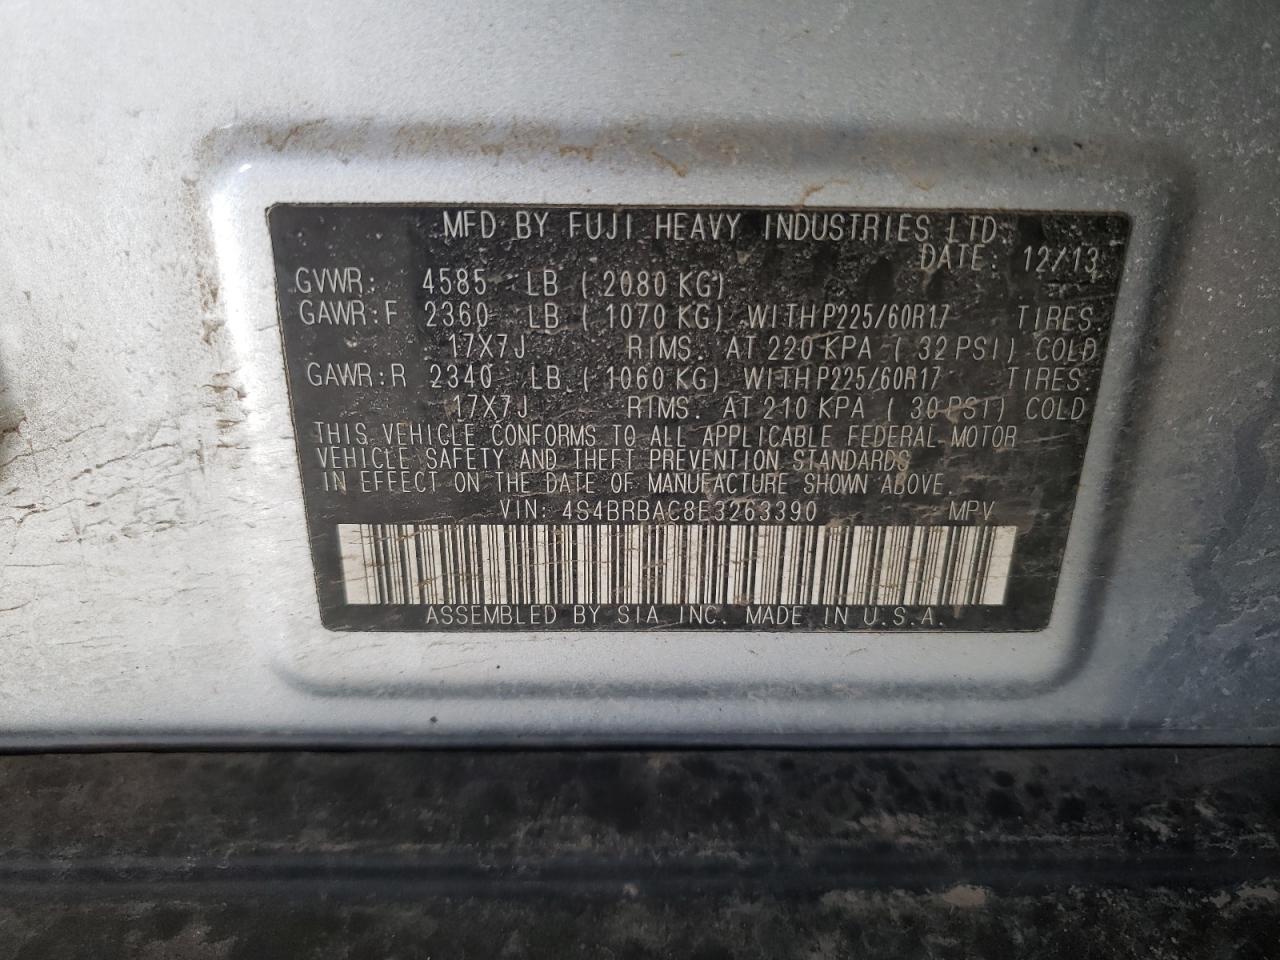 MFD BY FUJI HEAVY INDUSTRIES LTD.
DATE: 12/13
GVWR: 4585 LB ( 2080 KG)
GAWR:F 2360 LB ( 1070 KG) WITH P225/60R17 TIRES.
17X7J RIMS. AT 220 KPA ( 32 PSI) COLD
GAWR:R 2340 LB ( 1060 KG) WITH P225/60R17 TIRES.
17X7J RIMS. AT 210 KPA ( 30 PSI) COLD
THIS VEHICLE CONFORMS TO ALL APPLICABLE FEDERAL MOTOR
VEHICLE SAFETY AND THEFT PREVENTION STANDARDS
IN EFFECT ON THE DATE OF MANUFACTURE SHOWN ABOVE.
VIN: 4S4BRBAC8E3263390 MPV
ASSEMBLED BY SIA INC. MADE IN U.S.A.